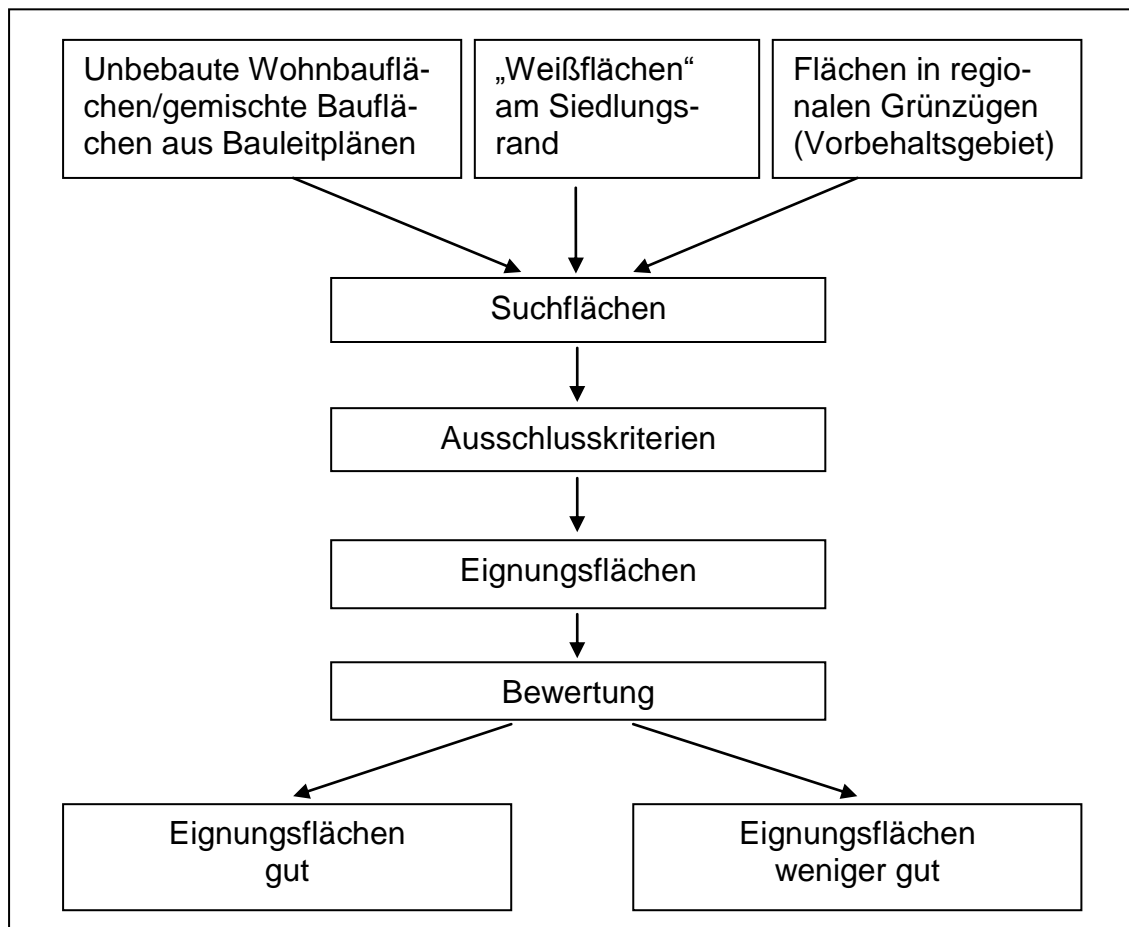 Unbebaute Wohnbauflä-
chen/gemischte Bauflä-
chen aus Bauleitplänen
„Weißflächen“
am Siedlungs-
rand
Flächen in regio-
nalen Grünzügen
(Vorbehaltsgebiet)
Suchflächen
Ausschlusskriterien
Eignungsflächen
Bewertung
Eignungsflächen
gut
Eignungsflächen
weniger gut